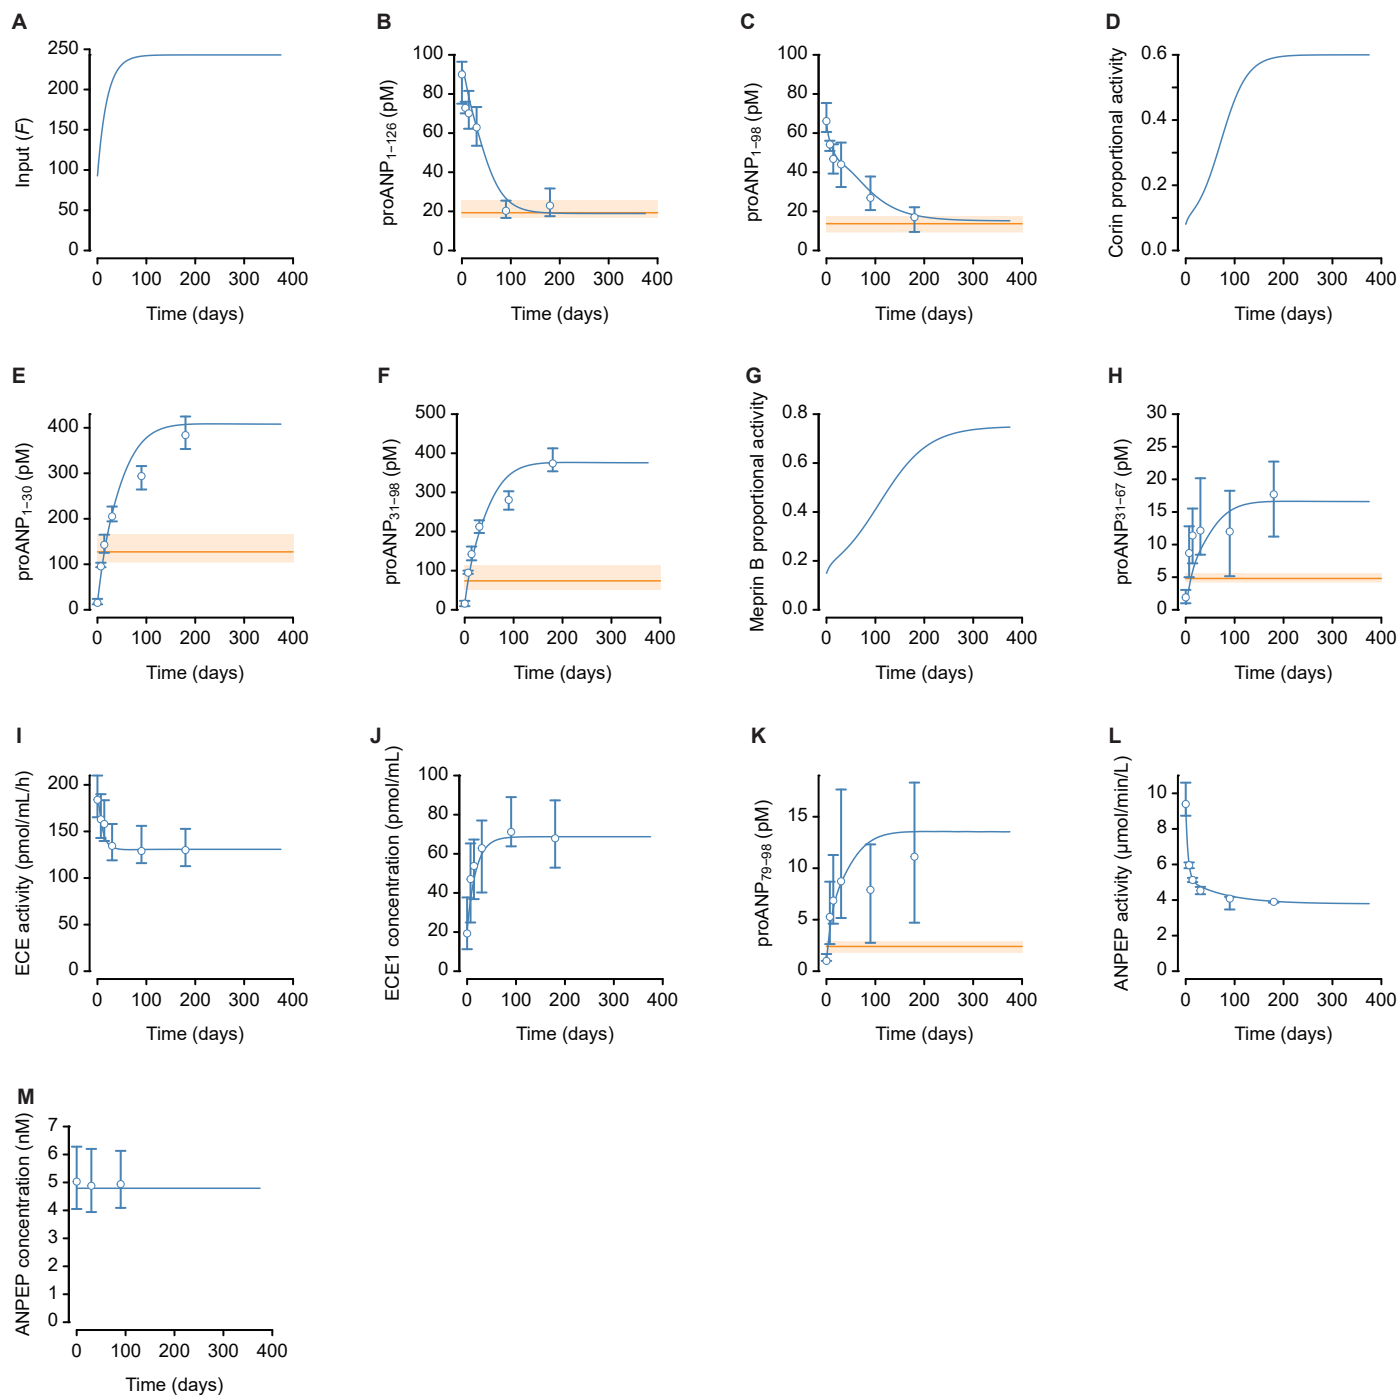 A
Input (F)
250
200
150
100
50
0
0 100 200 300 400
Time (days)
B
proANP1–126 (pM)
100
80
60
40
20
0
0 100 200 300 400
Time (days)
C
proANP1–98 (pM)
100
80
60
40
20
0
0 100 200 300 400
Time (days)
D
Corin proportional activity
0.6
0.4
0.2
0.0
0 100 200 300 400
Time (days)
E
proANP1–30 (pM)
400
300
200
100
0
0 100 200 300 400
Time (days)
F
proANP31–98 (pM)
500
400
300
200
100
0
0 100 200 300 400
Time (days)
G
Meprin B proportional activity
0.8
0.6
0.4
0.2
0.0
0 100 200 300 400
Time (days)
H
proANP31–67 (pM)
30
25
20
15
10
5
0
0 100 200 300 400
Time (days)
I
ECE activity (pmol/mL/h)
200
150
100
50
0
0 100 200 300 400
Time (days)
J
ECE1 concentration (pmol/mL)
100
80
60
40
20
0
0 100 200 300 400
Time (days)
K
proANP79–98 (pM)
15
10
5
0
0 100 200 300 400
Time (days)
L
ANPEP activity (μmol/min/L)
10
8
6
4
2
0
0 100 200 300 400
Time (days)
M
ANPEP concentration (nM)
7
6
5
4
3
2
1
0
0 100 200 300 400
Time (days)